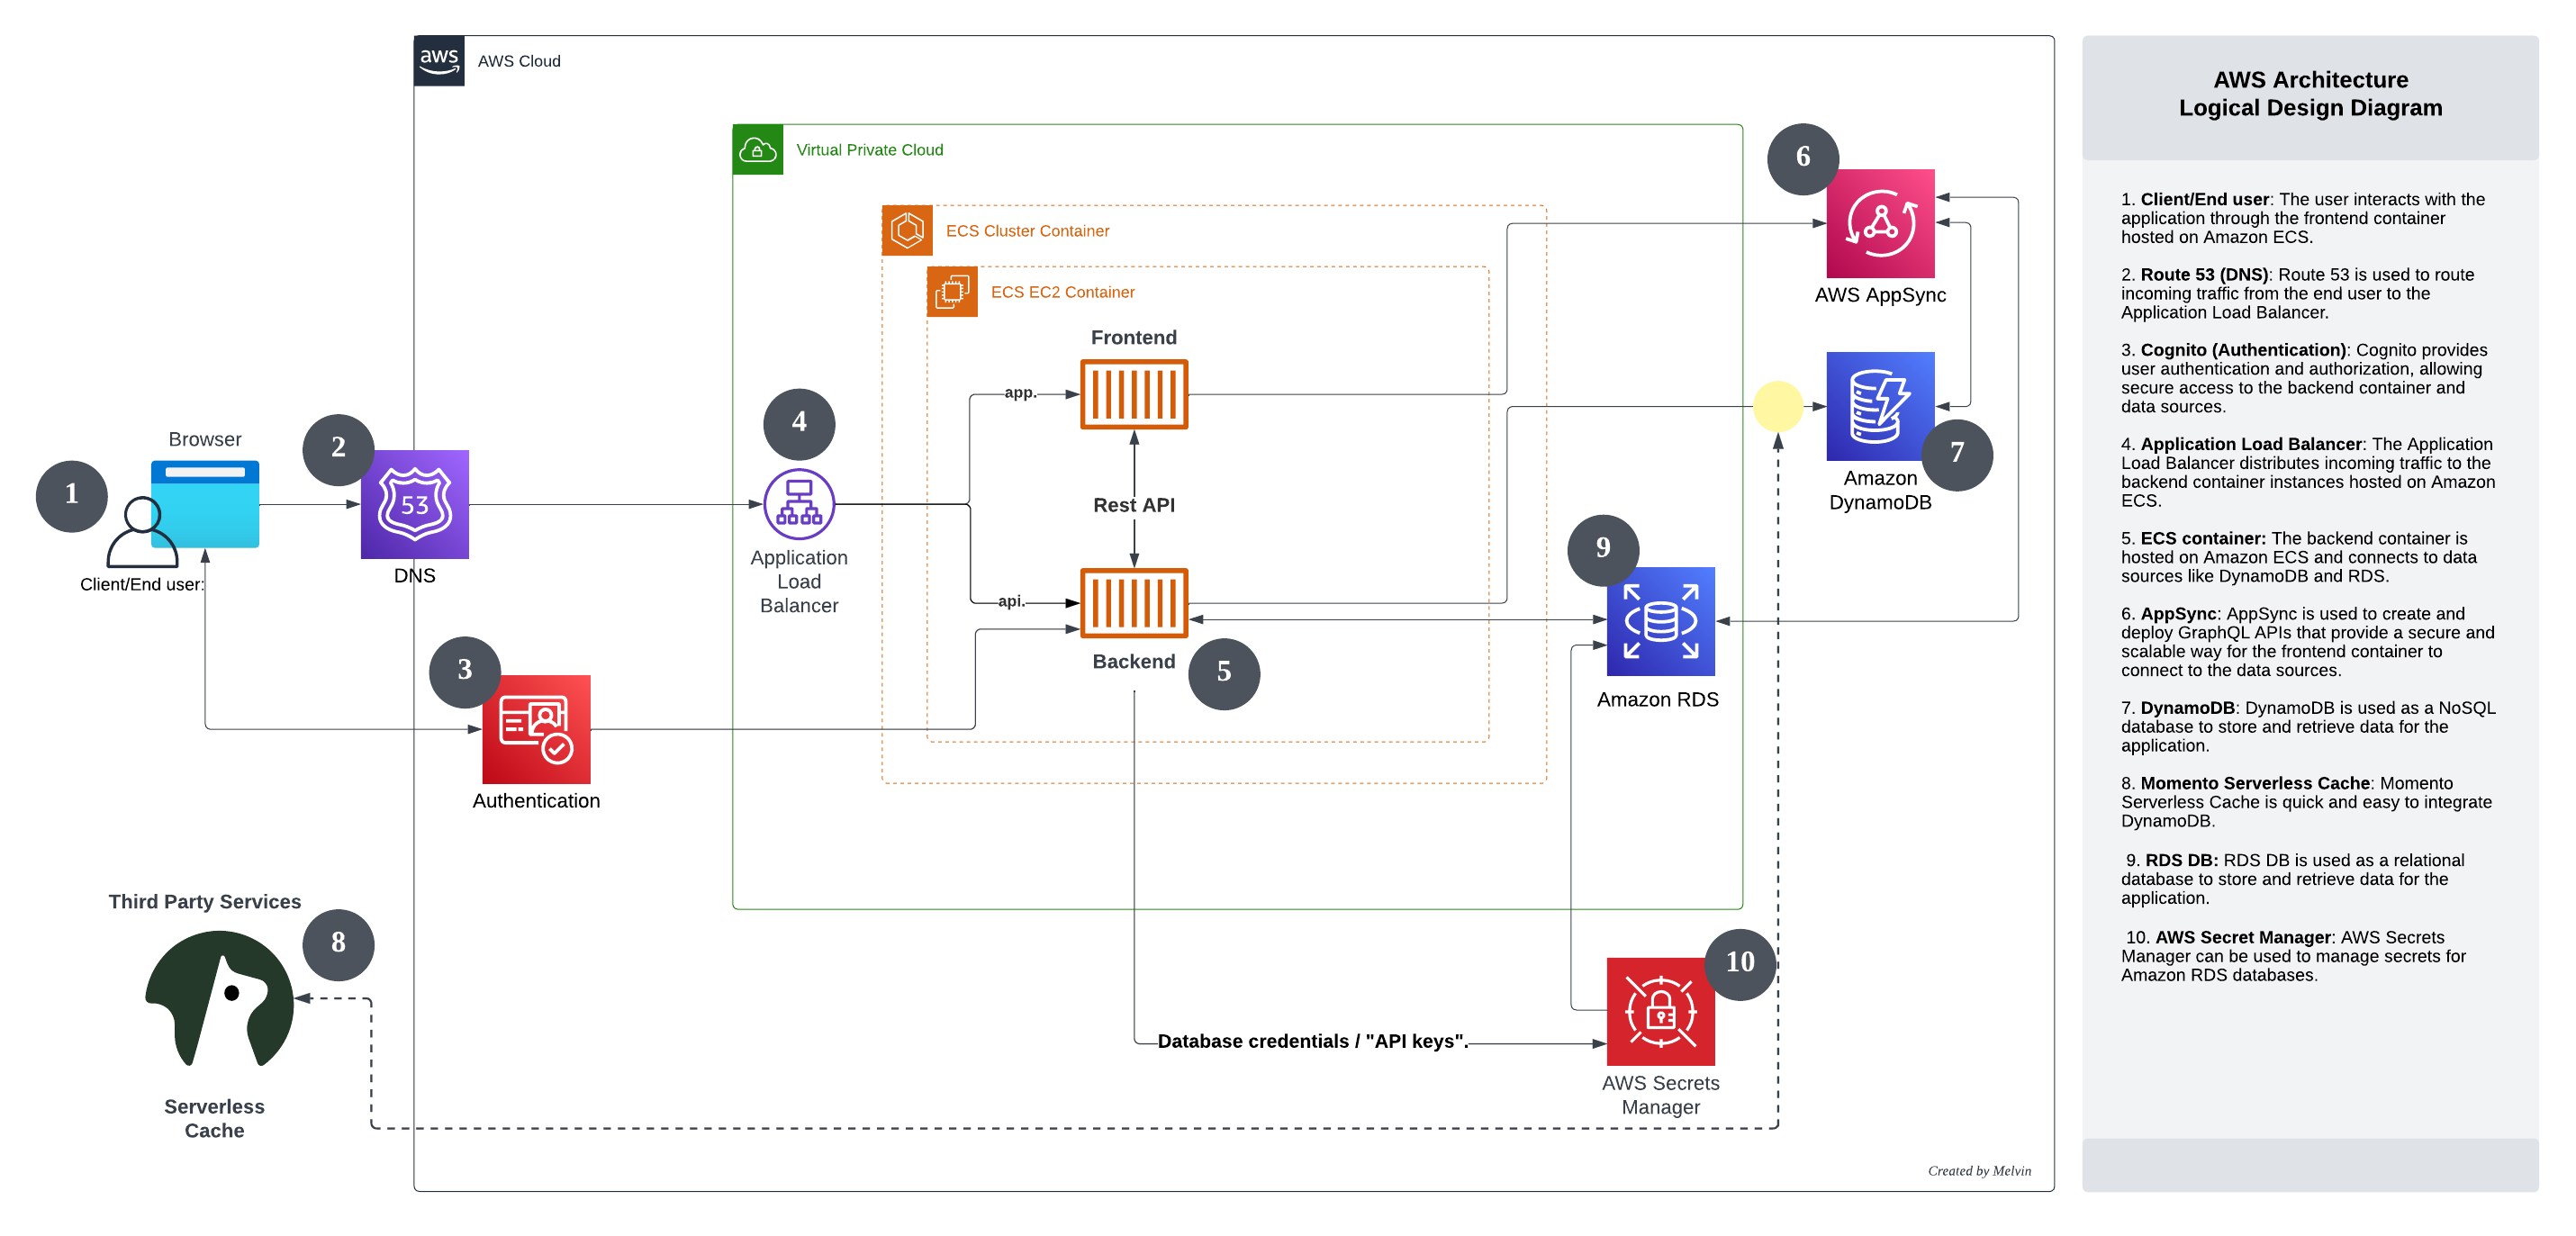 aws
AWS Cloud
Virtual Private Cloud
ECS Cluster Container
ECS EC2 Container
Frontend
app.
Rest API
api.
Backend
5
1
Browser
Client/End user:
2
53
DNS
3
Authentication
4
Application
Load
Balancer
6
AWS AppSync
Amazon
DynamoDB
7
9
Amazon RDS
Third Party Services
8
Serverless
Cache
Database credentials / "API keys".
10
AWS Secrets
Manager
Created by Melvin
AWS Architecture
Logical Design Diagram
1. Client/End user: The user interacts with the
application through the frontend container
hosted on Amazon ECS.
2. Route 53 (DNS): Route 53 is used to route
incoming traffic from the end user to the
Application Load Balancer.
3. Cognito (Authentication): Cognito provides
user authentication and authorization, allowing
secure access to the backend container and
data sources.
4. Application Load Balancer: The Application
Load Balancer distributes incoming traffic to the
backend container instances hosted on Amazon
ECS.
5. ECS container: The backend container is
hosted on Amazon ECS and connects to data
sources like DynamoDB and RDS.
6. AppSync: AppSync is used to create and
deploy GraphQL APIs that provide a secure and
scalable way for the frontend container to
connect to the data sources.
7. DynamoDB: DynamoDB is used as a NoSQL
database to store and retrieve data for the
application.
8. Momento Serverless Cache: Momento
Serverless Cache is quick and easy to integrate
DynamoDB.
9. RDS DB: RDS DB is used as a relational
database to store and retrieve data for the
application.
10. AWS Secret Manager: AWS Secrets
Manager can be used to manage secrets for
Amazon RDS databases.